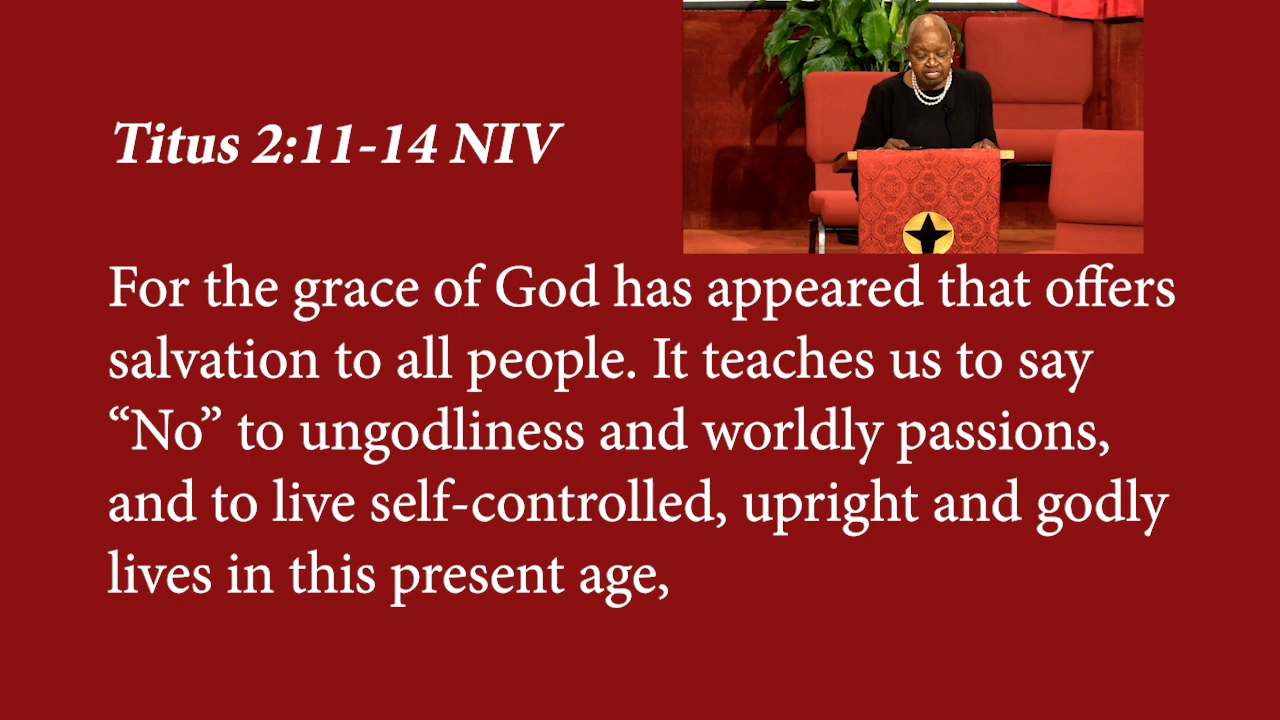 Titus 2:11-14 NIV
For the grace of God has appeared that offers
salvation to all people. It teaches us to say
“No” to ungodliness and worldly passions,
and to live self-controlled, upright and godly
lives in this present age,